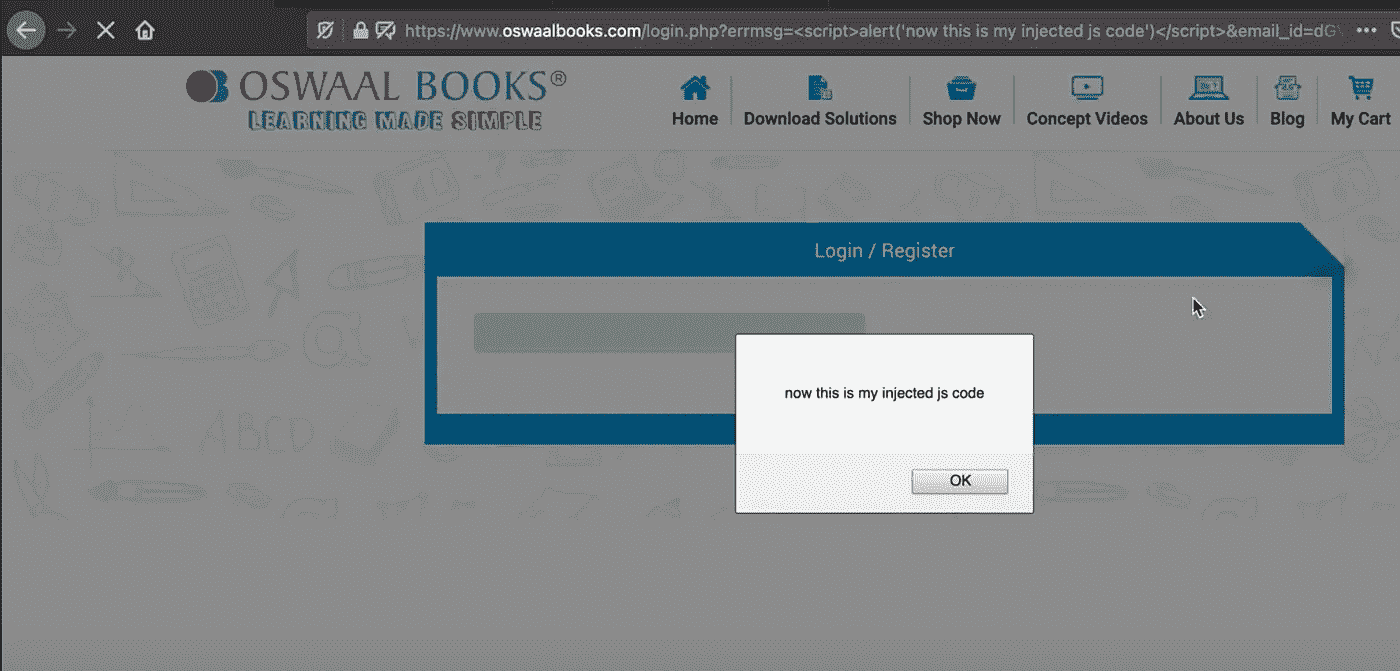 https://www.oswaalbooks.com/login.php?errmsg=<script>alert('now this is my injected js code')</script>&email_id=dG
OSWAAL BOOKS®
LEARNING MADE SIMPLE
Home
Download Solutions
Shop Now
Concept Videos
About Us
Blog
My Cart
Login / Register
ABCD
now this is my injected js code
OK